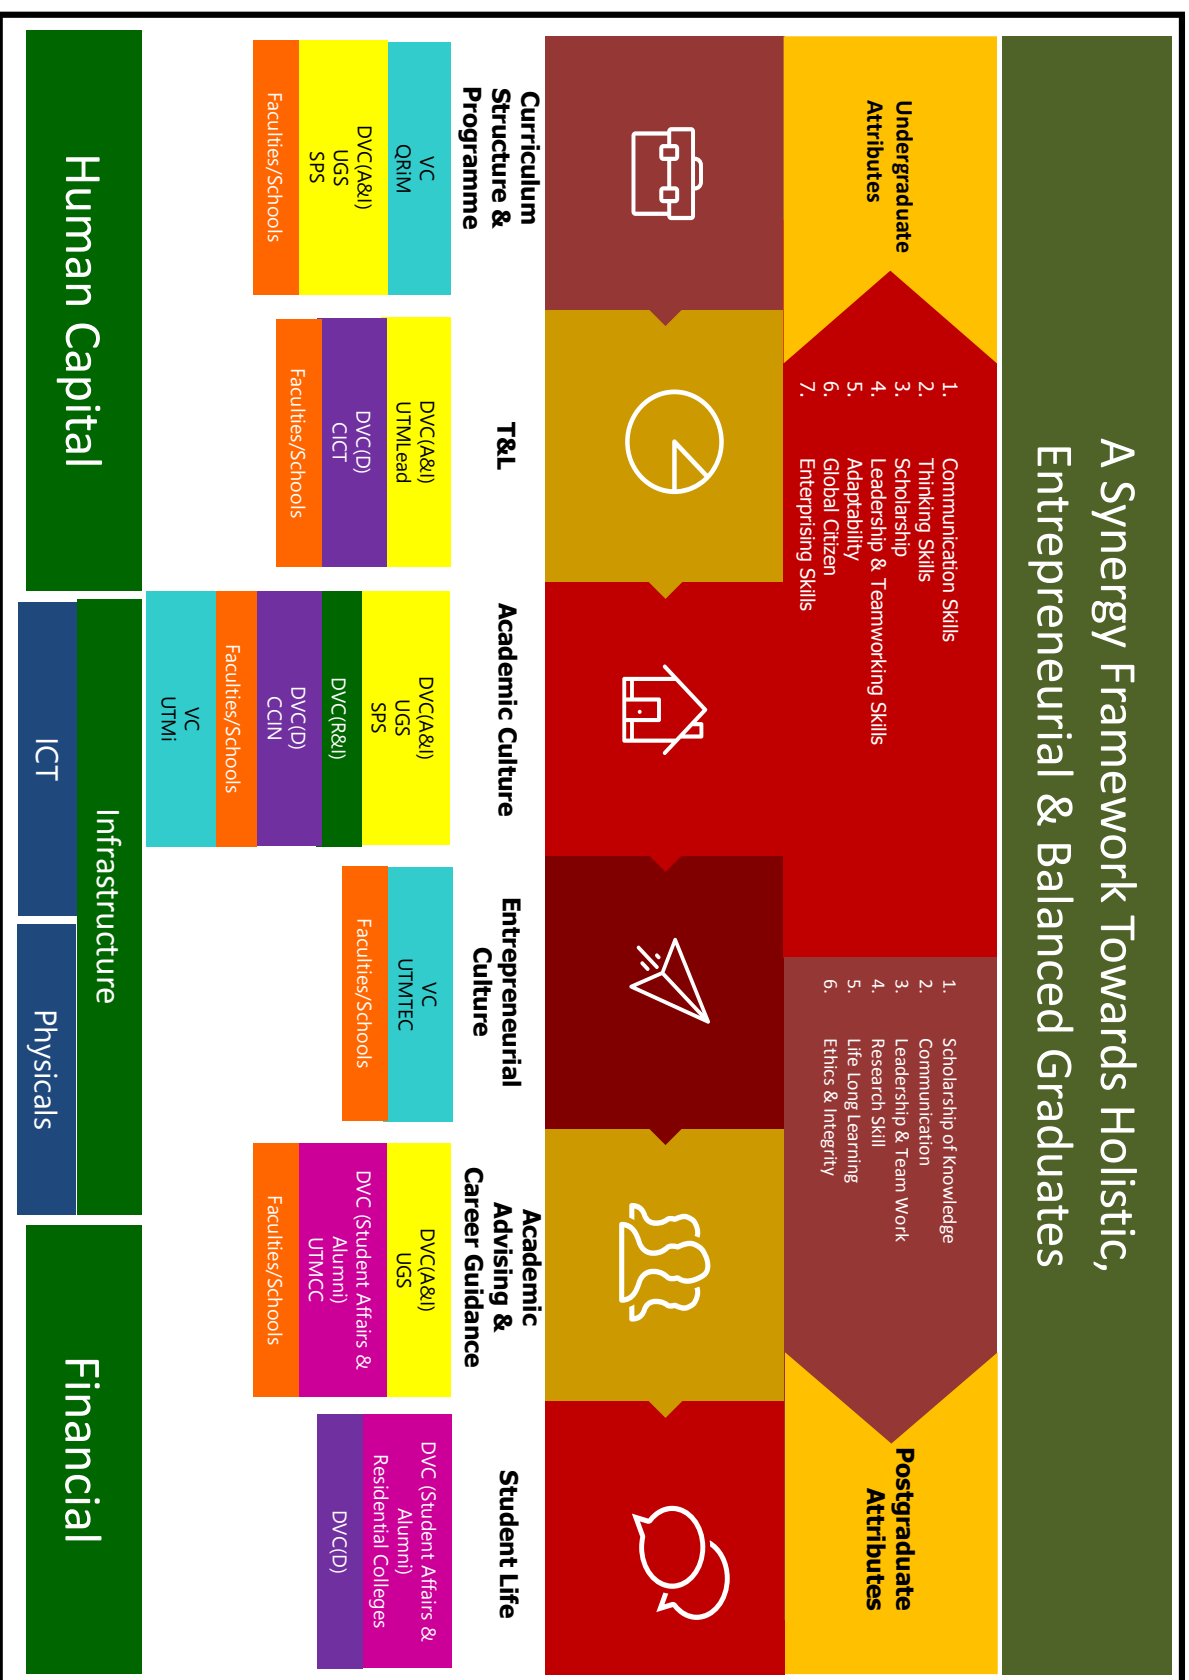 A Synergy Framework Towards Holistic,
Entrepreneurial & Balanced Graduates
Undergraduate
Attributes
1. Communication Skills
2. Thinking Skills
3. Scholarship
4. Leadership & Teamworking Skills
5. Adaptability
6. Global Citizen
7. Enterprising Skills
1. Scholarship of Knowledge
2. Communication
3. Leadership & Team Work
4. Research Skill
5. Life Long Learning
6. Ethics & Integrity
Postgraduate
Attributes
Curriculum
Structure &
Programme
VC
QRiM
DVC(A&I)
UGS
SPS
Faculties/Schools
T&L
DVC(A&I)
UTMLead
DVC(D)
CICT
Faculties/Schools
Academic Culture
DVC(A&I)
UGS
SPS
DVC(R&I)
DVC(D)
CCIN
Faculties/Schools
VC
UTMi
Entrepreneurial
Culture
VC
UTMTEC
Faculties/Schools
Academic
Advising &
Career Guidance
DVC(A&I)
UGS
DVC (Student Affairs &
Alumni)
UTMCC
Faculties/Schools
Student Life
DVC (Student Affairs &
Alumni)
Residential Colleges
DVC(D)
Human Capital
Infrastructure
ICT
Physicals
Financial